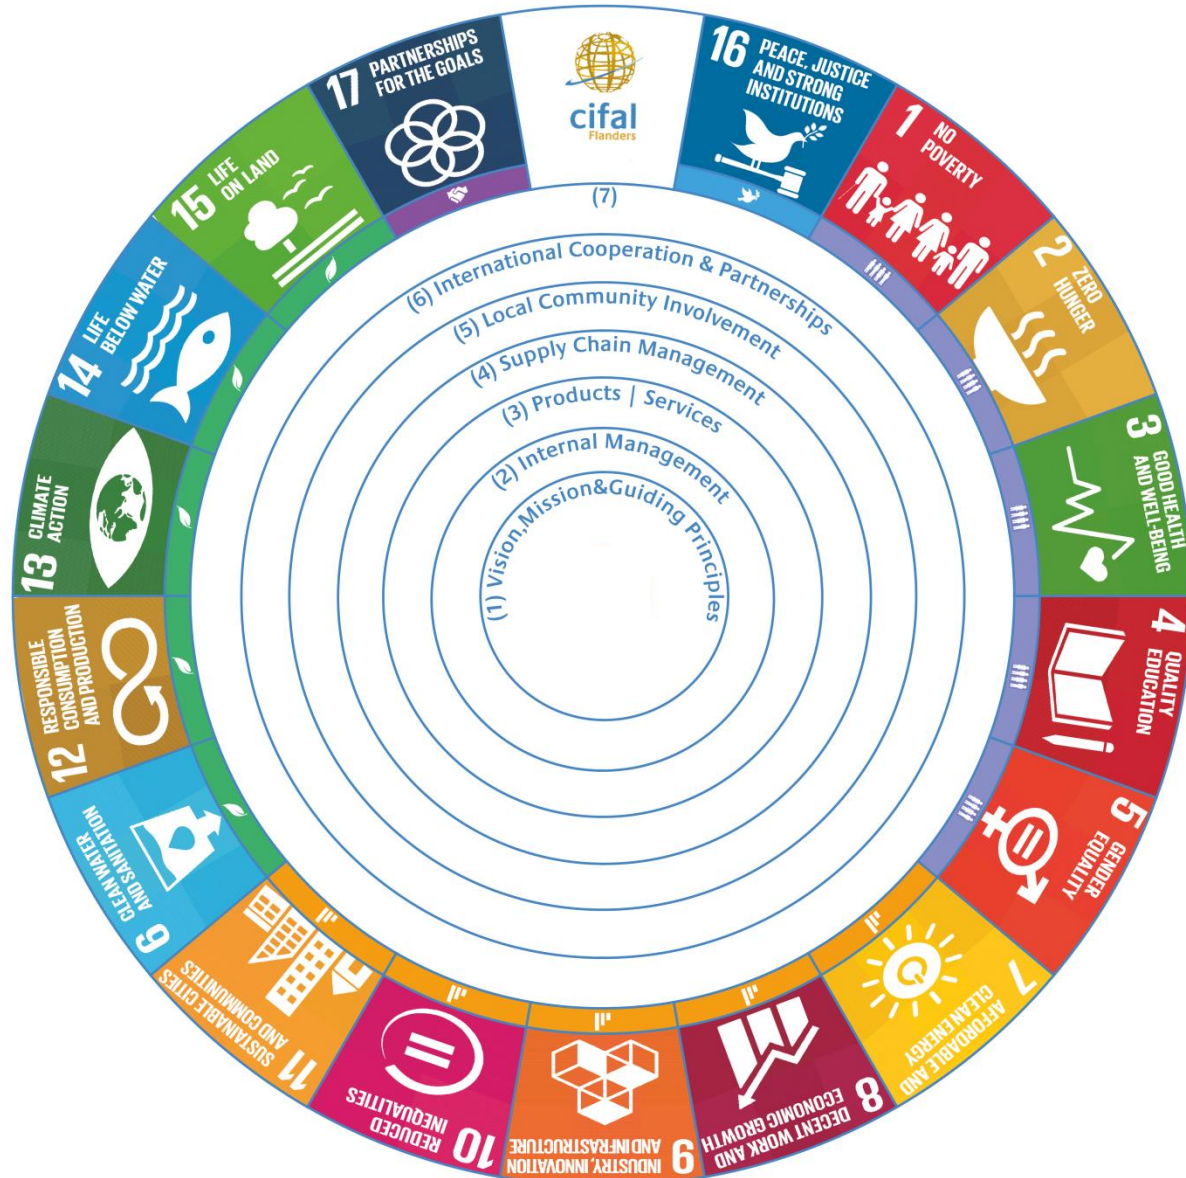 cifal
Flanders
16 PEACE, JUSTICE
AND STRONG
INSTITUTIONS
1 NO
POVERTY
2 ZERO
HUNGER
3 GOOD HEALTH
AND WELL-BEING
4 QUALITY
EDUCATION
5 GENDER
EQUALITY
7 AFFORDABLE AND
CLEAN ENERGY
8 DECENT WORK AND
ECONOMIC GROWTH
9 INDUSTRY, INNOVATION
AND INFRASTRUCTURE
10 REDUCED
INEQUALITIES
11 SUSTAINABLE CITIES
AND COMMUNITIES
6 CLEAN WATER
AND SANITATION
12 RESPONSIBLE
CONSUMPTION
AND PRODUCTION
13 CLIMATE
ACTION
14 LIFE
BELOW WATER
15 LIFE
ON LAND
17 PARTNERSHIPS
FOR THE GOALS
(7)
(6) International Cooperation & Partnerships
(5) Local Community Involvement
(4) Supply Chain Management
(3) Products | Services
(2) Internal Management
(1) Vision,Mission&Guiding Principles